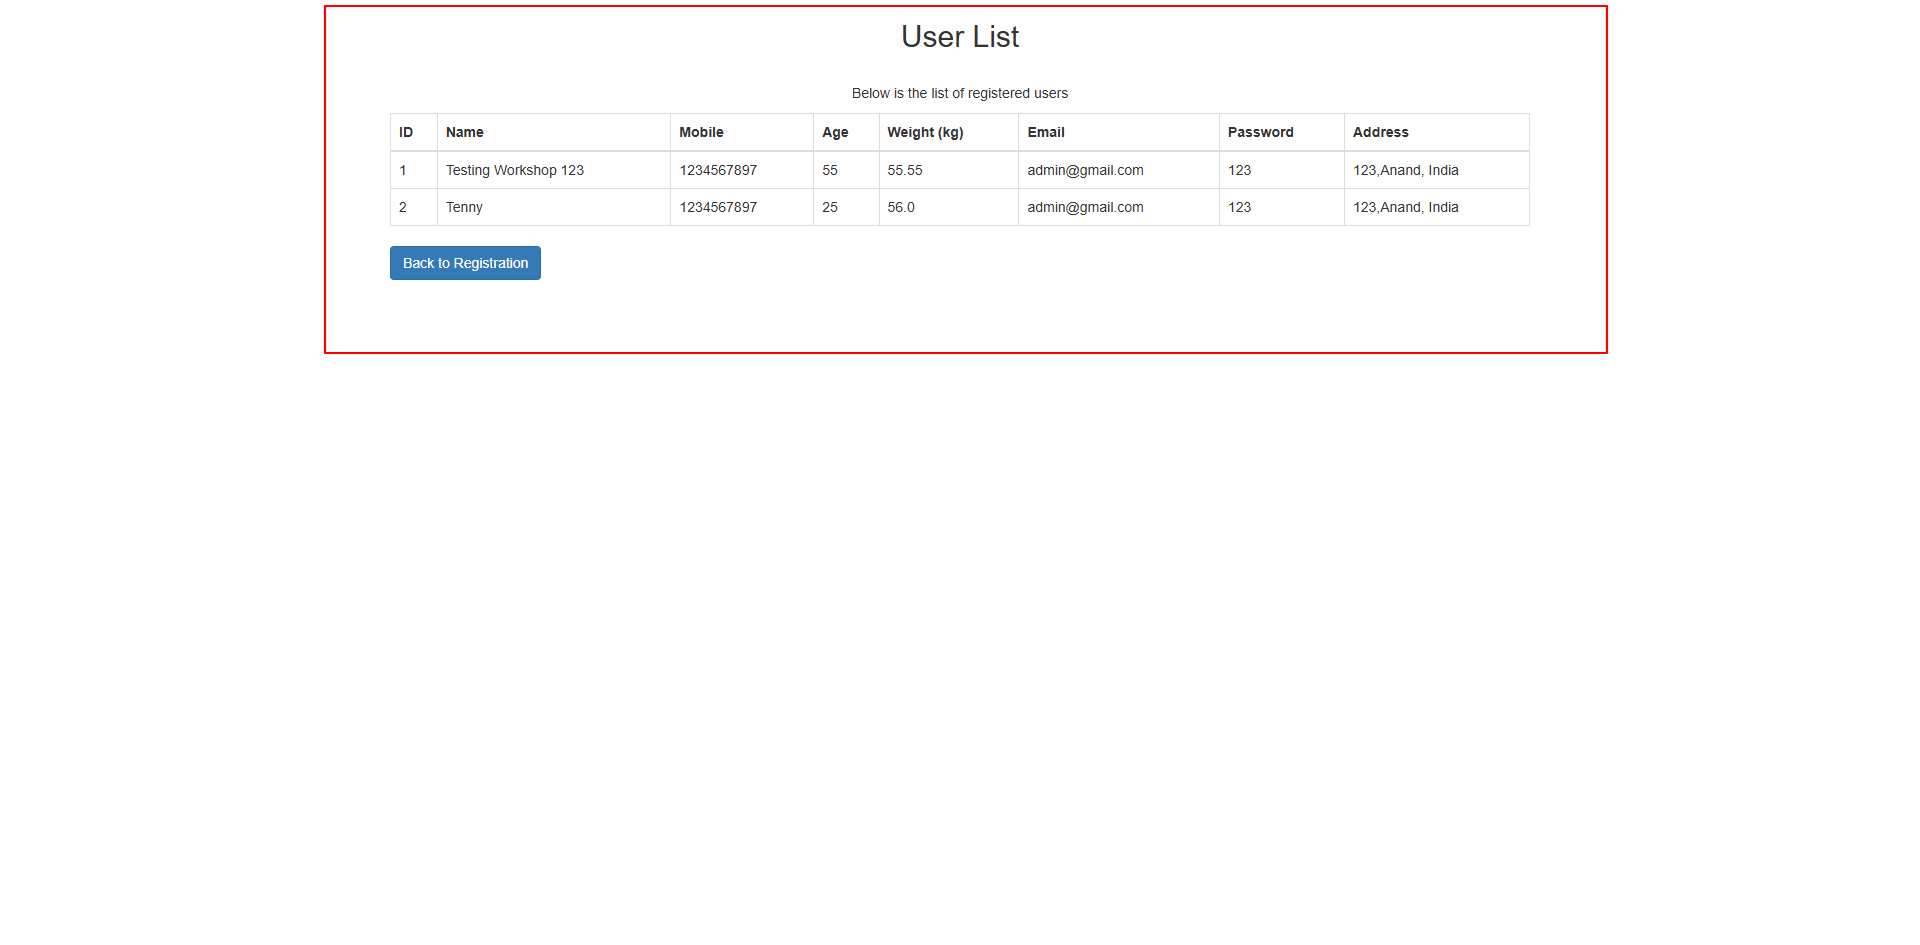 User List
Below is the list of registered users
ID Name Mobile Age Weight (kg) Email Password Address
1 Testing Workshop 123 1234567897 55 55.55 admin@gmail.com 123 123,Anand, India
2 Tenny 1234567897 25 56.0 admin@gmail.com 123 123,Anand, India
Back to Registration